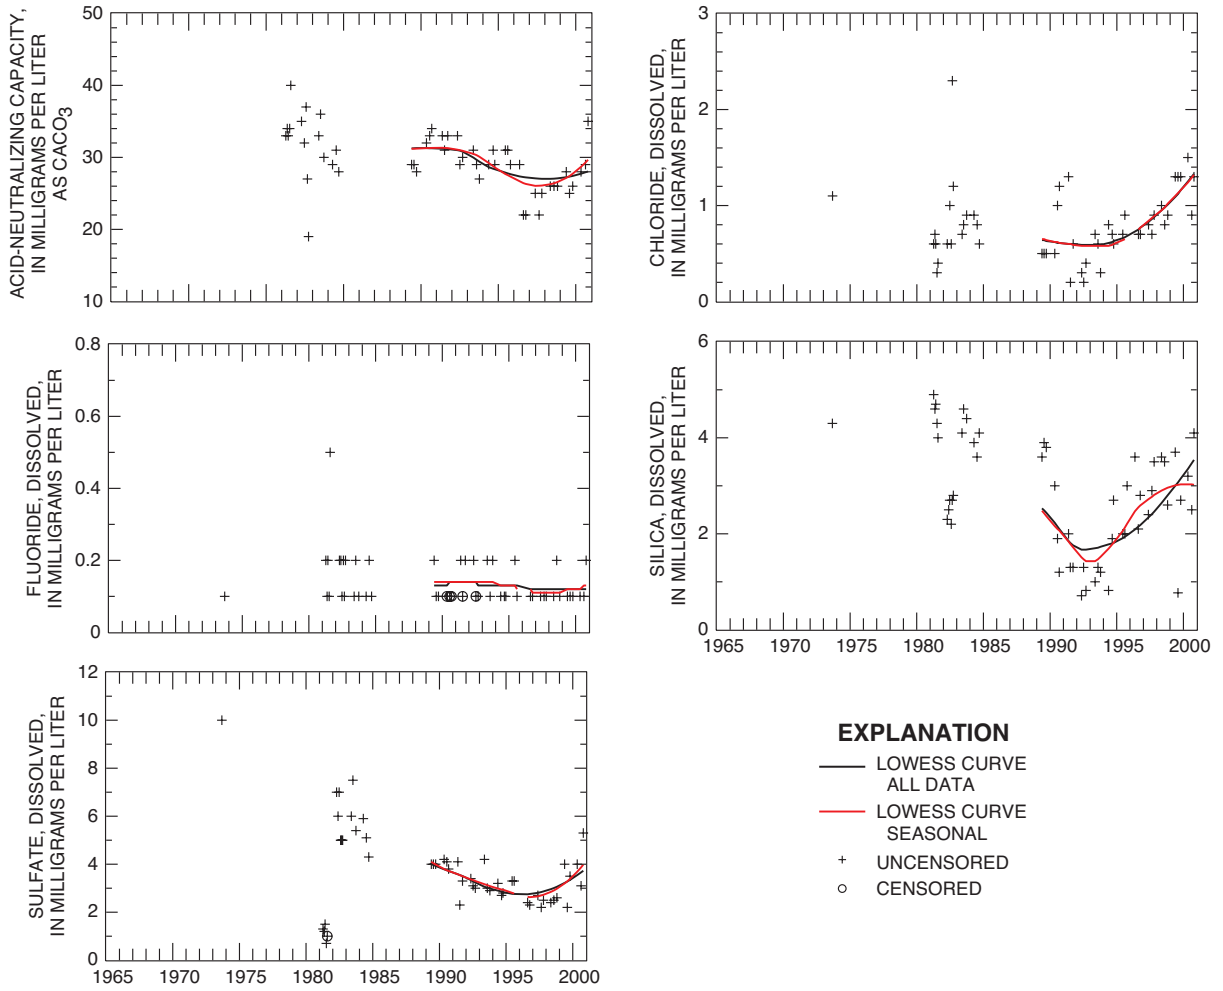 ACID-NEUTRALIZING CAPACITY,
IN MILLIGRAMS PER LITER
AS CACO3
50
40
30
20
10
CHLORIDE, DISSOLVED,
IN MILLIGRAMS PER LITER
3
2
1
0
FLUORIDE, DISSOLVED,
IN MILLIGRAMS PER LITER
0.8
0.6
0.4
0.2
0
SILICA, DISSOLVED,
IN MILLIGRAMS PER LITER
6
4
2
0
1965 1970 1975 1980 1985 1990 1995 2000
SULFATE, DISSOLVED,
IN MILLIGRAMS PER LITER
12
10
8
6
4
2
0
1965 1970 1975 1980 1985 1990 1995 2000
EXPLANATION
LOWESS CURVE
ALL DATA
LOWESS CURVE
SEASONAL
UNCENSORED
CENSORED